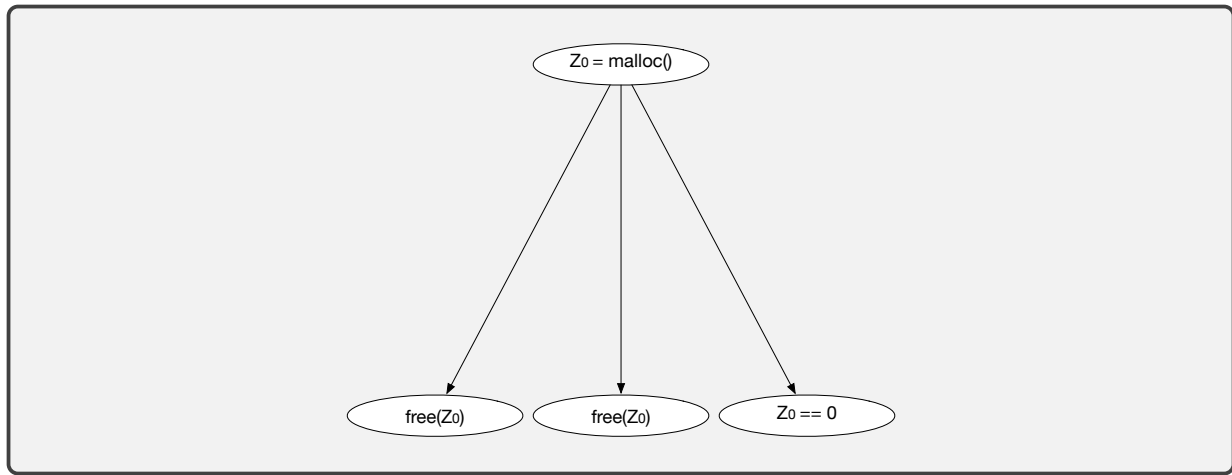 Z0 = malloc()
free(Z0)
free(Z0)
Z0 == 0